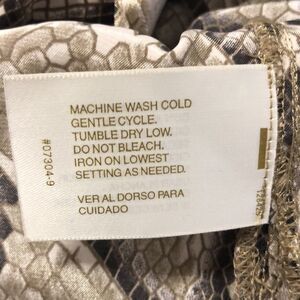 MACHINE WASH COLD
GENTLE CYCLE.
TUMBLE DRY LOW.
DO NOT BLEACH.
IRON ON LOWEST
SETTING AS NEEDED.
VER AL DORSO PARA
CUIDADO
#07304-9